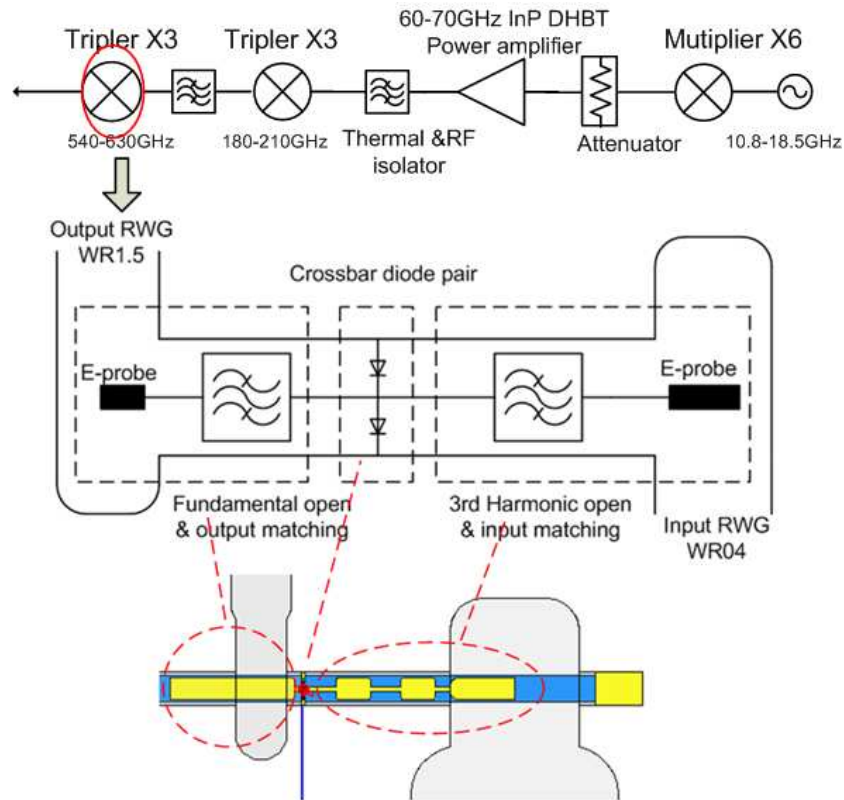 60-70GHz InP DHBT
Power amplifier
Tripler X3
Tripler X3
Mutiplier X6
Thermal &RF
isolator
Attenuator
540-630GHz
180-210GHz
10.8-18.5GHz
Output RWG
WR1.5
Crossbar diode pair
E-probe
E-probe
Fundamental open
& output matching
3rd Harmonic open
& input matching
Input RWG
WR04